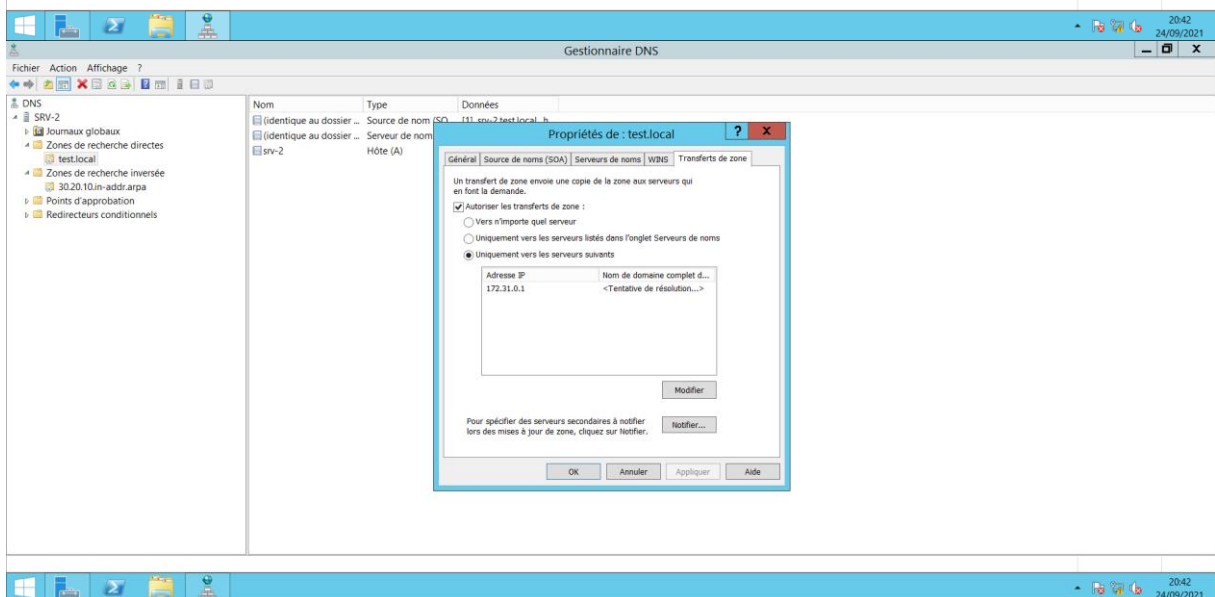 20:42
24/09/2021
Gestionnaire DNS
Fichier Action Affichage ?
DNS
SRV-2
Journaux globaux
Zones de recherche directes
test.local
Zones de recherche inversée
30.20.10.in-addr.arpa
Points d'approbation
Redirecteurs conditionnels
Nom Type Données
(identique au dossier ... Source de nom (SO... [1], srv-2.test.local., h...
(identique au dossier ... Serveur de nom
srv-2 Hôte (A)
Propriétés de : test.local ? X
Général Source de noms (SOA) Serveurs de noms WINS Transferts de zone
Un transfert de zone envoie une copie de la zone aux serveurs qui
en font la demande.
Autoriser les transferts de zone :
Vers n'importe quel serveur
Uniquement vers les serveurs listés dans l'onglet Serveurs de noms
Uniquement vers les serveurs suivants
Adresse IP Nom de domaine complet d...
172.31.0.1 <Tentative de résolution...>
Modifier
Pour spécifier des serveurs secondaires à notifier
lors des mises à jour de zone, cliquez sur Notifier.
Notifier...
OK Annuler Appliquer Aide
20:42
24/09/2021